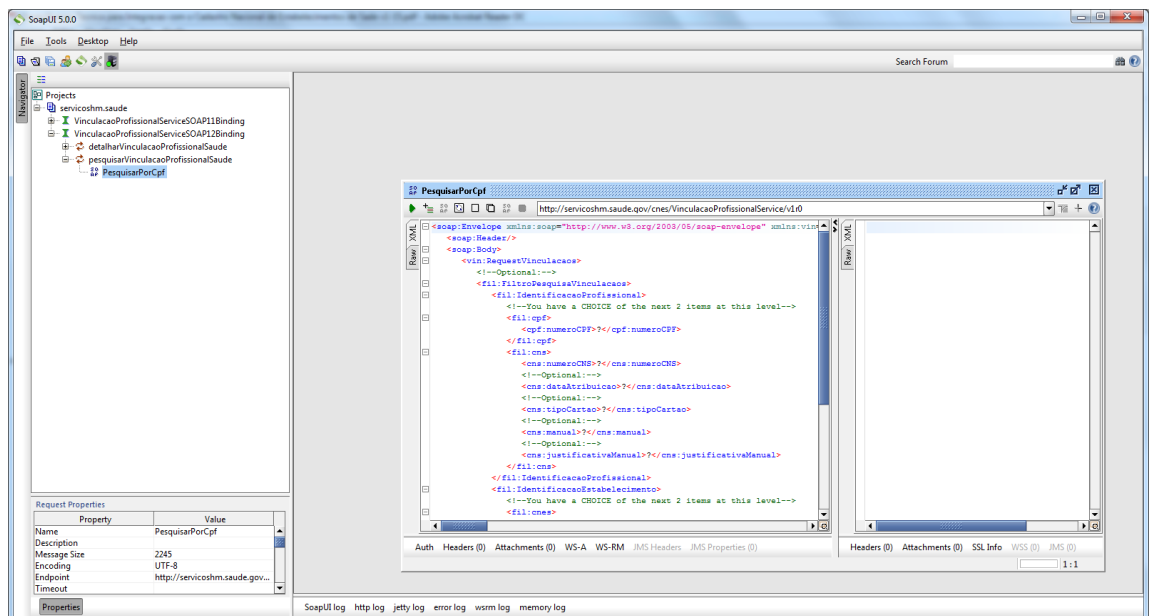 SoapUI 5.0.0
File Tools Desktop Help
Search Forum
Navigator
Projects
servicoshm.saude
VinculacaoProfissionalServiceSOAP11Binding
VinculacaoProfissionalServiceSOAP12Binding
detalharVinculacaoProfissionalSaude
pesquisarVinculacaoProfissionalSaude
PesquisarPorCpf
PesquisarPorCpf
http://servicoshm.saude.gov/cnes/VinculacaoProfissionalService/v1r0
XML
Raw
<soap:Envelope xmlns:soap="http://www.w3.org/2003/05/soap-envelope" xmlns:vin
<soap:Header/>
<soap:Body>
<vin:RequestVinculacaos>
<!--Optional:-->
<fil:FiltroPesquisaVinculacaos>
<fil:IdentificacaoProfissional>
<!--You have a CHOICE of the next 2 items at this level-->
<fil:cpf>
<cpf:numeroCPF>?</cpf:numeroCPF>
</fil:cpf>
<fil:cns>
<cns:numeroCNS>?</cns:numeroCNS>
<!--Optional:-->
<cns:dataAtribuicao>?</cns:dataAtribuicao>
<!--Optional:-->
<cns:tipoCartao>?</cns:tipoCartao>
<!--Optional:-->
<cns:manual>?</cns:manual>
<!--Optional:-->
<cns:justificativaManual>?</cns:justificativaManual>
</fil:cns>
</fil:IdentificacaoProfissional>
<fil:IdentificacaoEstabelecimento>
<!--You have a CHOICE of the next 2 items at this level-->
<fil:cnes>
XML
Raw
Auth Headers (0) Attachments (0) WS-A WS-RM JMS Headers JMS Properties (0)
Headers (0) Attachments (0) SSL Info WSS (0) JMS (0)
1 : 1
Request Properties
Property Value
Name PesquisarPorCpf
Description
Message Size 2245
Encoding UTF-8
Endpoint http://servicoshm.saude.gov...
Timeout
Properties
SoapUI log http log jetty log error log wsrm log memory log